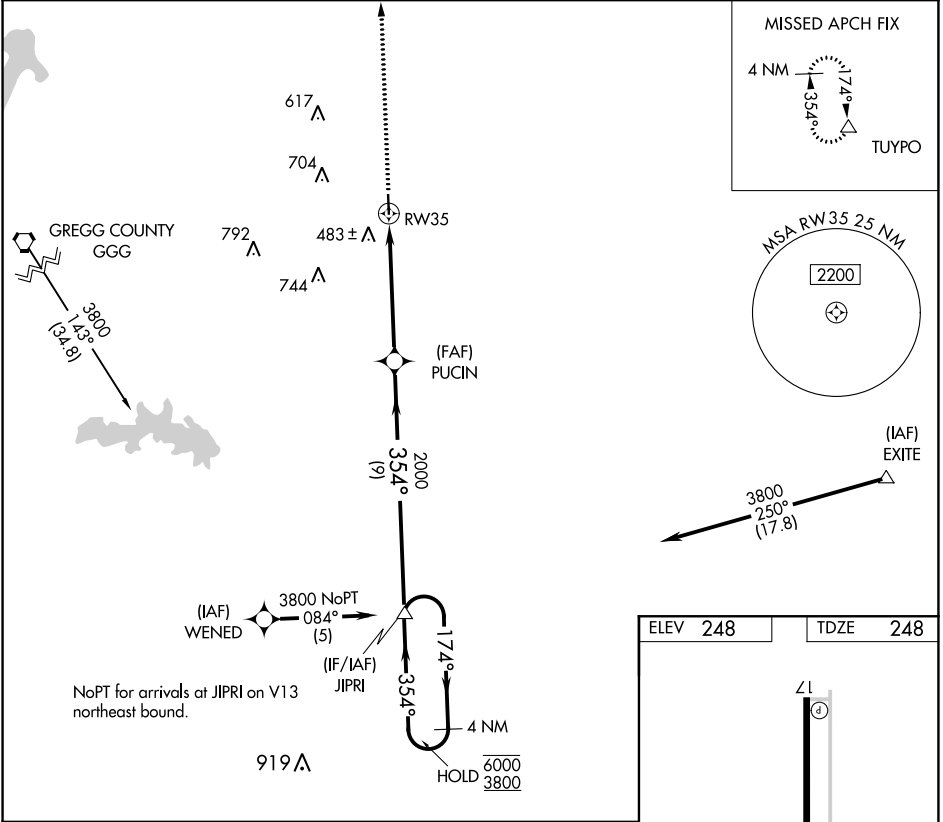 MISSED APCH FIX
4 NM
354°
174°
TUYPO
617
704
RW35
GREGG COUNTY
GGG
792
483 ±
744
3800
143°
(34.8)
MSA RW35 25 NM
2200
(FAF)
PUCIN
2000
354°
(9)
(IAF)
EXITE
3800
250°
(17.8)
(IAF)
WENED
3800 NoPT
084°
(5)
(IF/IAF)
JIPRI
174°
354°
4 NM
HOLD
6000
3800
NoPT for arrivals at JIPRI on V13
northeast bound.
919
ELEV 248
TDZE 248
17
P